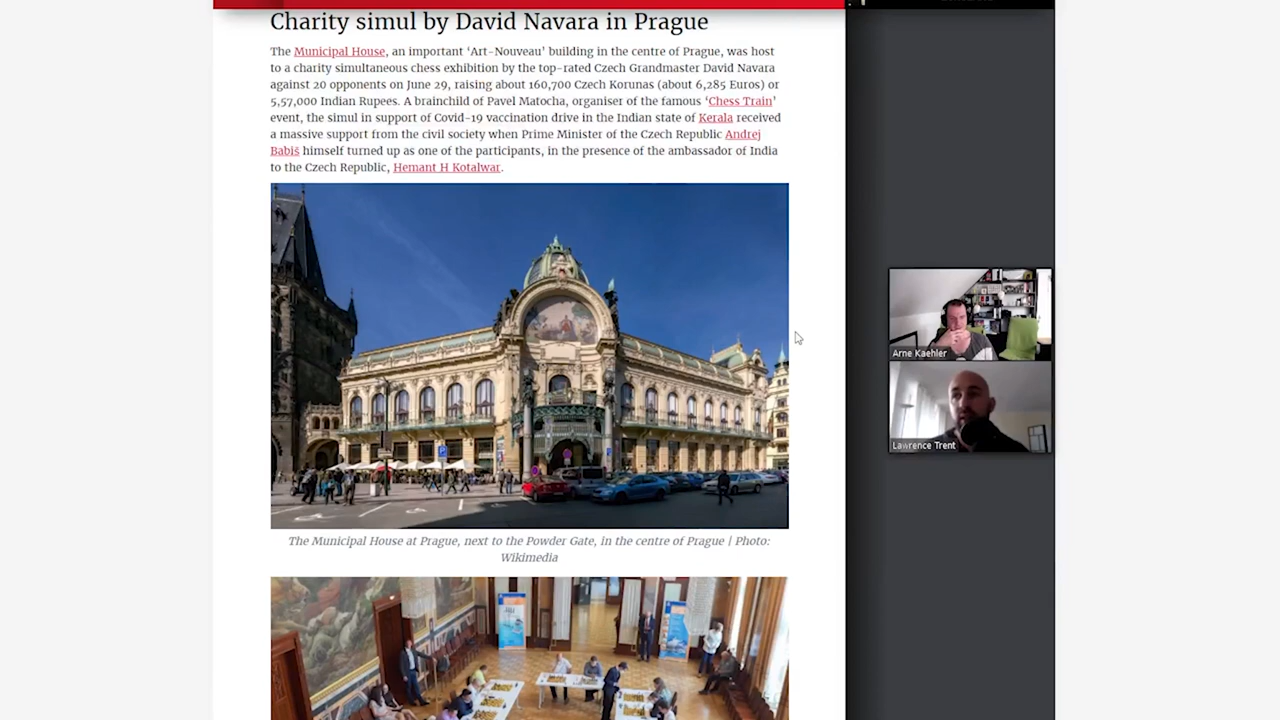 Charity simul by David Navara in Prague
The Municipal House, an important ‘Art-Nouveau’ building in the centre of Prague, was host
to a charity simultaneous chess exhibition by the top-rated Czech Grandmaster David Navara
against 20 opponents on June 29, raising about 160,700 Czech Korunas (about 6,285 Euros) or
5,57,000 Indian Rupees. A brainchild of Pavel Matocha, organiser of the famous ‘Chess Train’
event, the simul in support of Covid-19 vaccination drive in the Indian state of Kerala received
a massive support from the civil society when Prime Minister of the Czech Republic Andrej
Babiš himself turned up as one of the participants, in the presence of the ambassador of India
to the Czech Republic, Hemant H Kotalwar.
The Municipal House at Prague, next to the Powder Gate, in the centre of Prague | Photo:
Wikimedia
Arne Kaehler
Lawrence Trent